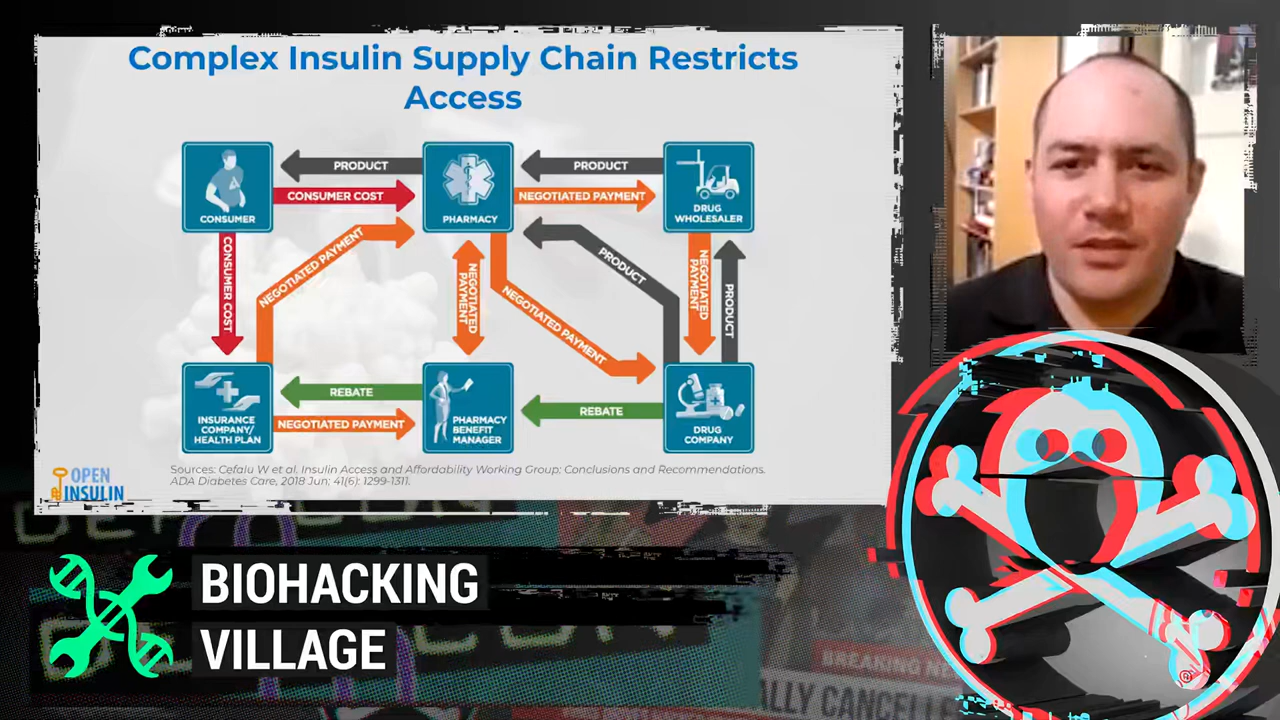 Complex Insulin Supply Chain Restricts
Access
PRODUCT
PRODUCT
CONSUMER COST
NEGOTIATED PAYMENT
CONSUMER
PHARMACY
DRUG
WHOLESALER
CONSUMER COST
NEGOTIATED PAYMENT
NEGOTIATED
PAYMENT
NEGOTIATED PAYMENT
PRODUCT
NEGOTIATED
PAYMENT
PRODUCT
REBATE
REBATE
NEGOTIATED PAYMENT
INSURANCE
COMPANY/
HEALTH PLAN
PHARMACY
BENEFIT
MANAGER
DRUG
COMPANY
Sources: Cefalu W et al. Insulin Access and Affordability Working Group: Conclusions and Recommendations.
ADA Diabetes Care, 2018 Jun; 41(6): 1299-1311.
OPEN
INSULIN
BIOHACKING
VILLAGE
BREAKING
ALLY CANCELLE